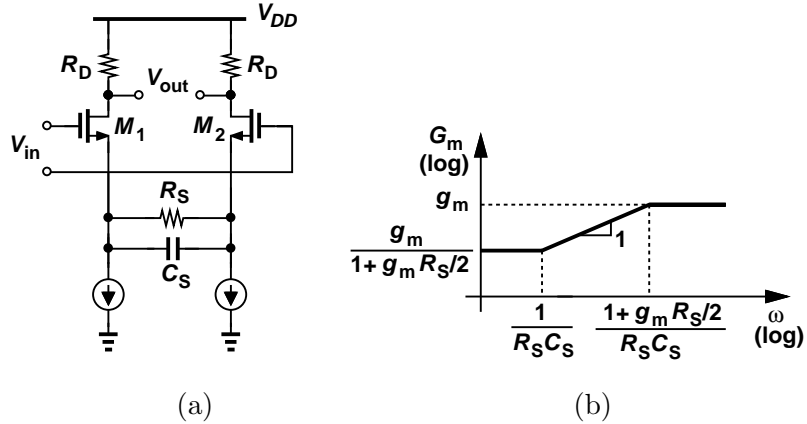 V_DD
R_D
V_out
R_D
M_1
M_2
V_in
R_S
C_S
(a)
G_m
(log)
g_m
g_m
1+ g_m R_S/2
1
1
R_S C_S
1+ g_m R_S/2
R_S C_S
ω
(log)
(b)